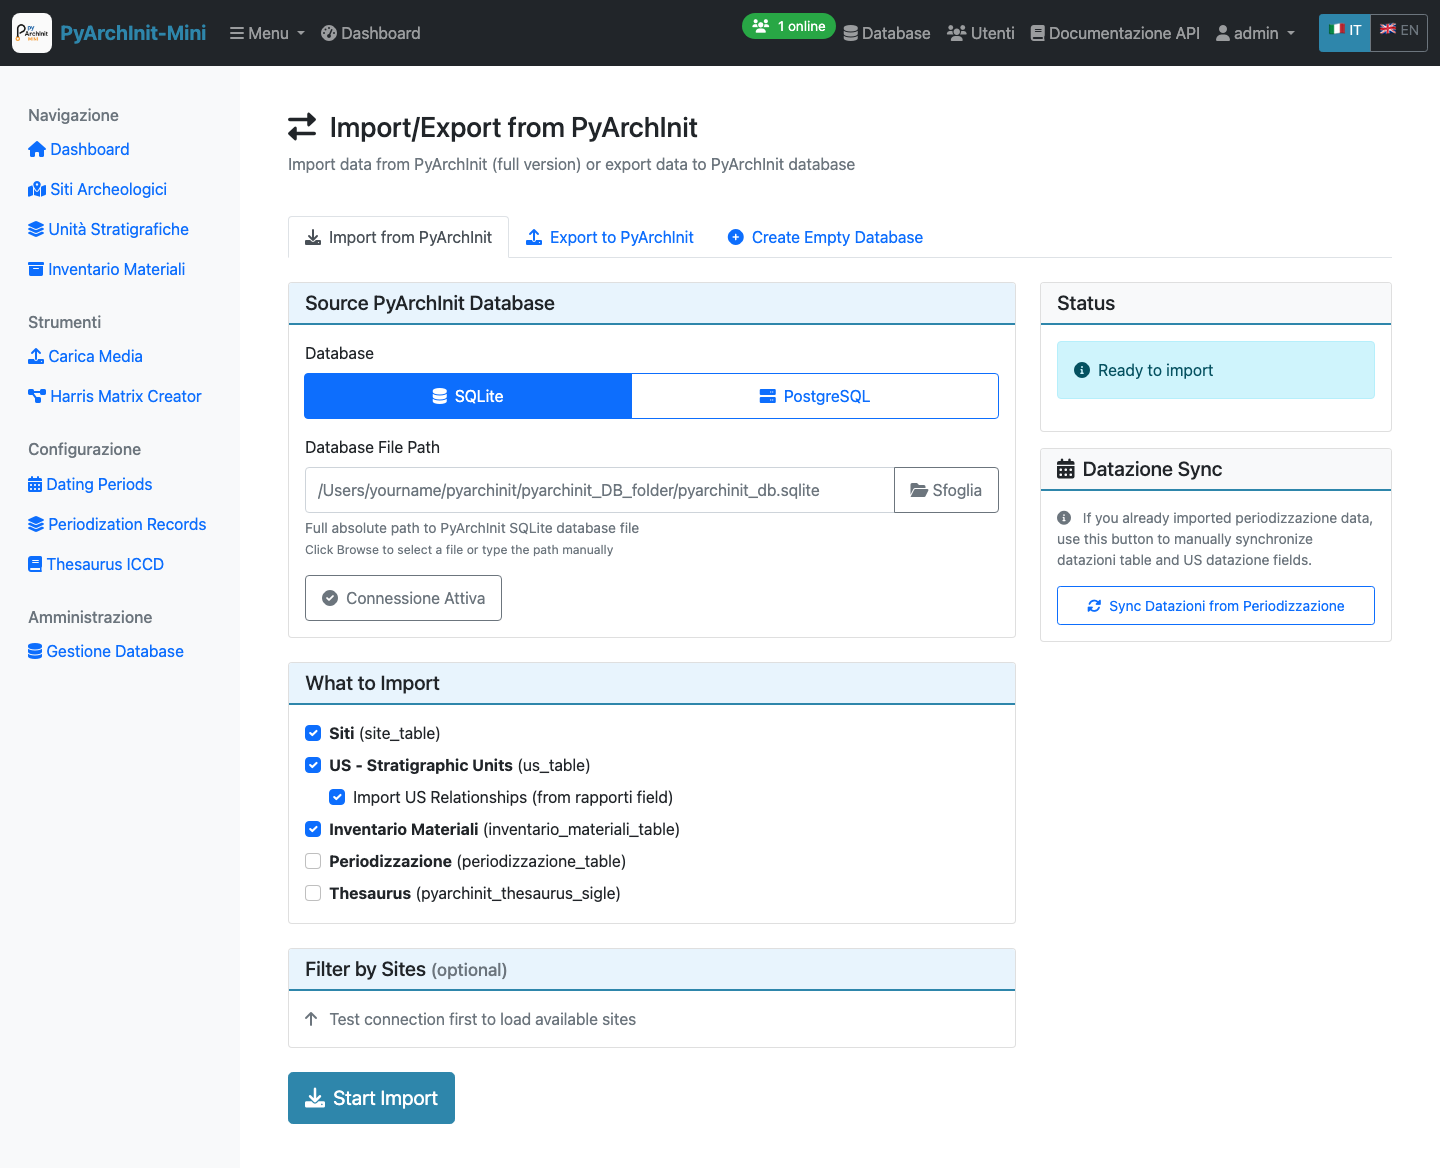 PyArchInit-Mini
Menu
Dashboard
1 online
Database
Utenti
Documentazione API
admin
IT
EN
Navigazione
Dashboard
Siti Archeologici
Unità Stratigrafiche
Inventario Materiali
Strumenti
Carica Media
Harris Matrix Creator
Configurazione
Dating Periods
Periodization Records
Thesaurus ICCD
Amministrazione
Gestione Database
Import/Export from PyArchInit
Import data from PyArchInit (full version) or export data to PyArchInit database
Import from PyArchInit
Export to PyArchInit
Create Empty Database
Source PyArchInit Database
Database
SQLite
PostgreSQL
Database File Path
/Users/yourname/pyarchinit/pyarchinit_DB_folder/pyarchinit_db.sqlite
Sfoglia
Full absolute path to PyArchInit SQLite database file
Click Browse to select a file or type the path manually
Connessione Attiva
What to Import
Siti (site_table)
US - Stratigraphic Units (us_table)
Import US Relationships (from rapporti field)
Inventario Materiali (inventario_materiali_table)
Periodizzazione (periodizzazione_table)
Thesaurus (pyarchinit_thesaurus_sigle)
Filter by Sites (optional)
Test connection first to load available sites
Start Import
Status
Ready to import
Datazione Sync
If you already imported periodizzazione data,
use this button to manually synchronize
datazioni table and US datazione fields.
Sync Datazioni from Periodizzazione